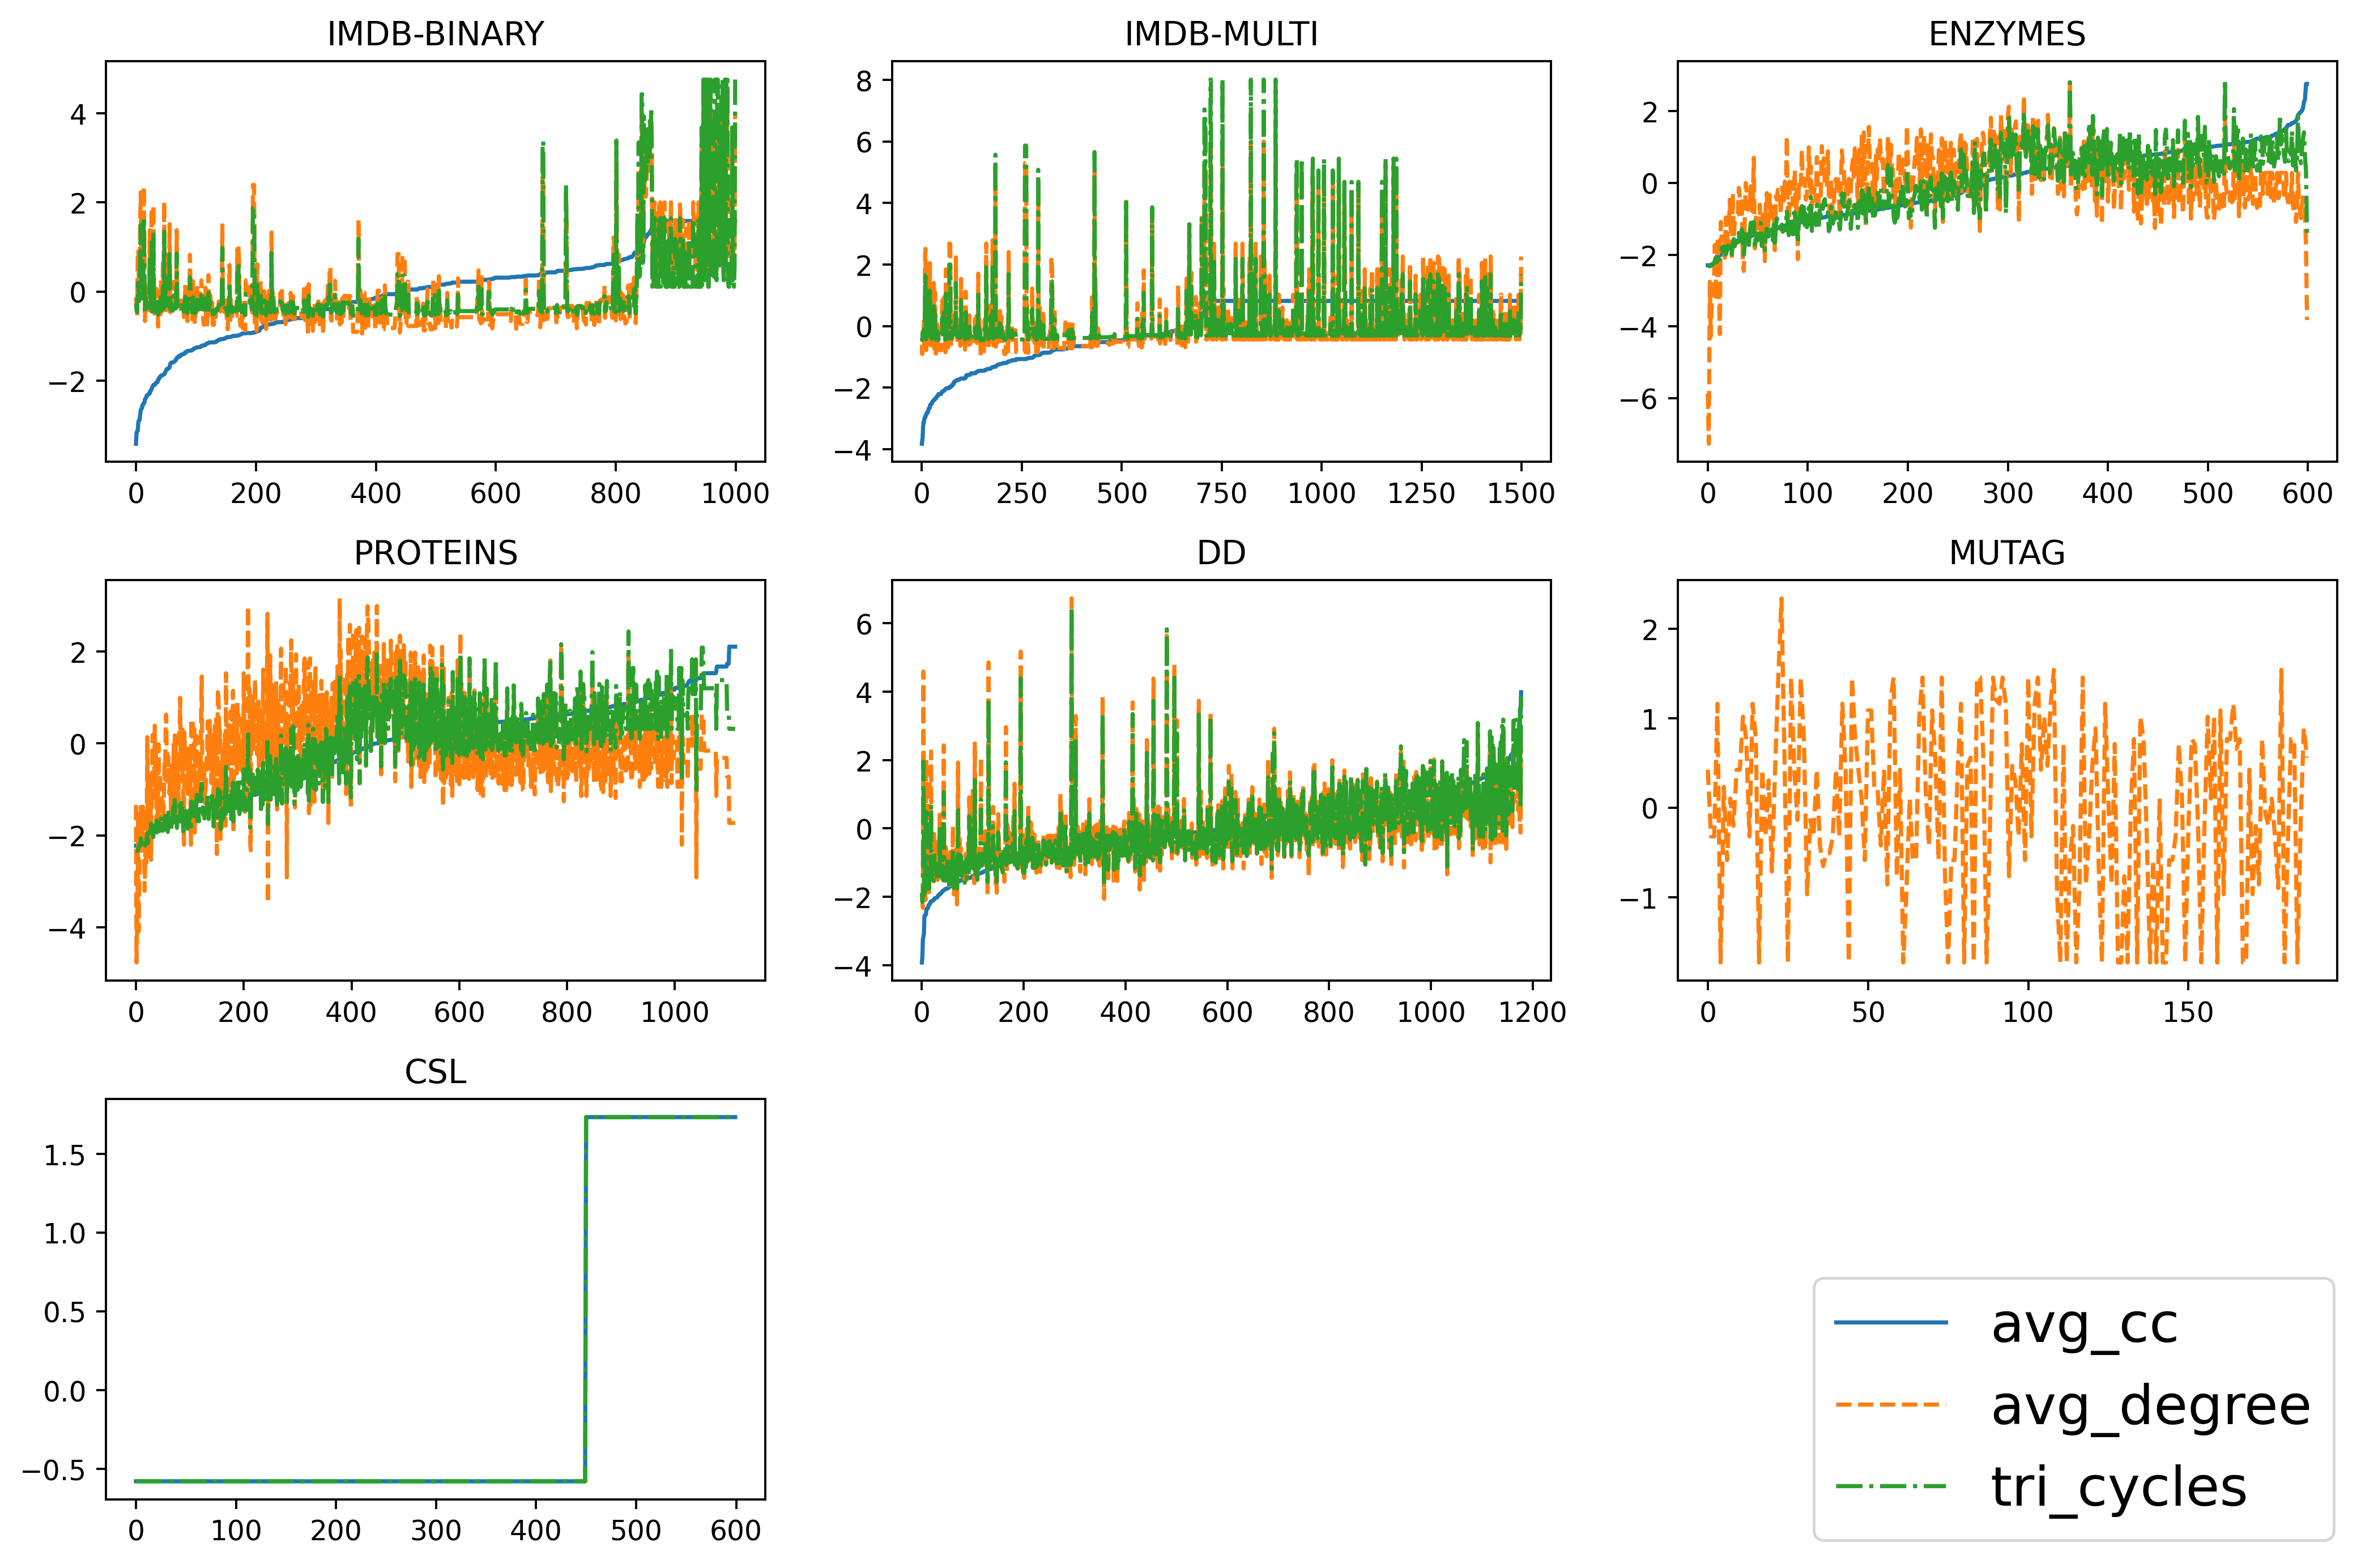 IMDB-BINARY
4
2
0
−2
0 200 400 600 800 1000
IMDB-MULTI
8
6
4
2
0
−2
−4
0 250 500 750 1000 1250 1500
ENZYMES
2
0
−2
−4
−6
0 100 200 300 400 500 600
PROTEINS
2
0
−2
−4
0 200 400 600 800 1000
DD
6
4
2
0
−2
−4
0 200 400 600 800 1000 1200
MUTAG
2
1
0
−1
0 50 100 150
CSL
1.5
1.0
0.5
0.0
−0.5
0 100 200 300 400 500 600
avg_cc
avg_degree
tri_cycles